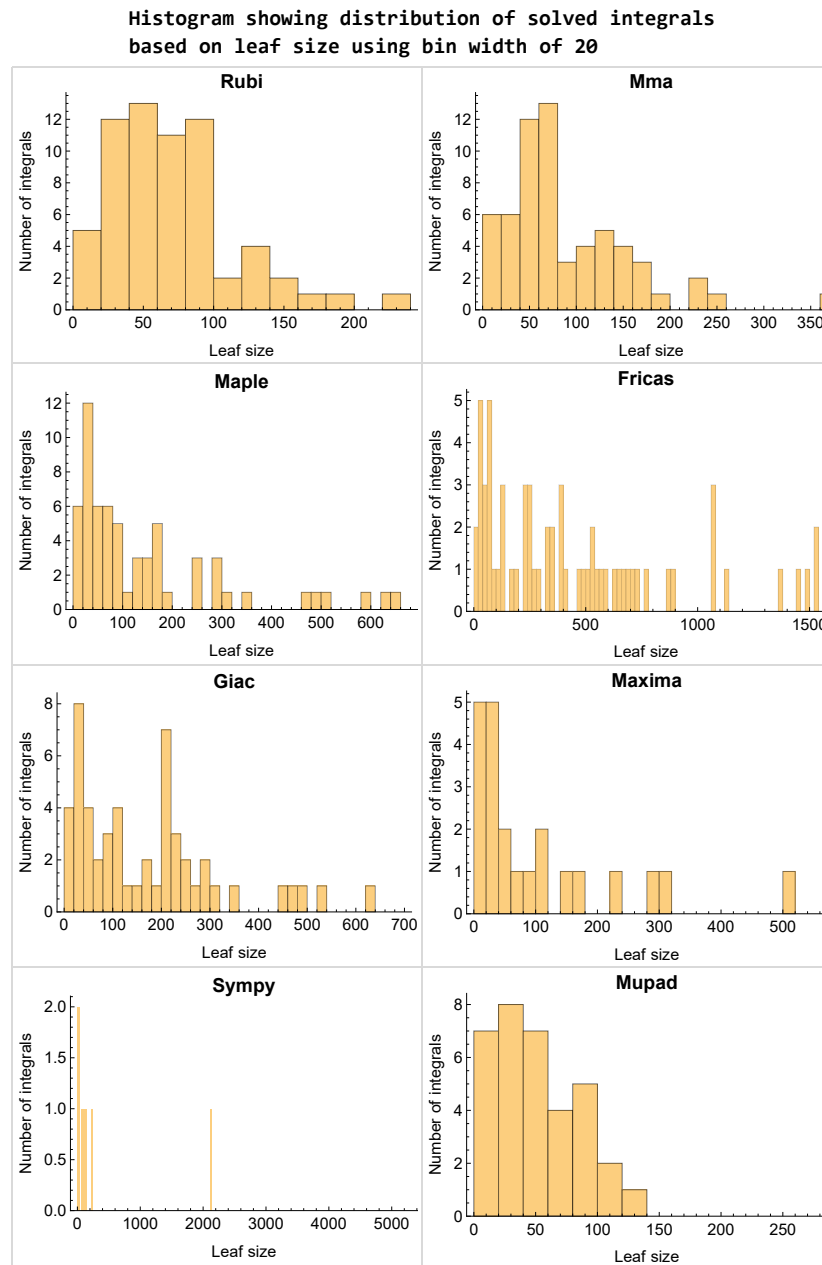 Histogram showing distribution of solved integrals
based on leaf size using bin width of 20
Rubi
Number of integrals
12
10
8
6
4
2
0
0 50 100 150 200
Leaf size
Mma
Number of integrals
12
10
8
6
4
2
0
0 50 100 150 200 250 300 350
Leaf size
Maple
Number of integrals
12
10
8
6
4
2
0
0 100 200 300 400 500 600
Leaf size
Fricas
Number of integrals
5
4
3
2
1
0
0 500 1000 1500
Leaf size
Giac
Number of integrals
8
6
4
2
0
0 100 200 300 400 500 600 700
Leaf size
Maxima
Number of integrals
5
4
3
2
1
0
0 100 200 300 400 500
Leaf size
Sympy
Number of integrals
2.0
1.5
1.0
0.5
0.0
0 1000 2000 3000 4000 5000
Leaf size
Mupad
Number of integrals
8
6
4
2
0
0 50 100 150 200 250
Leaf size